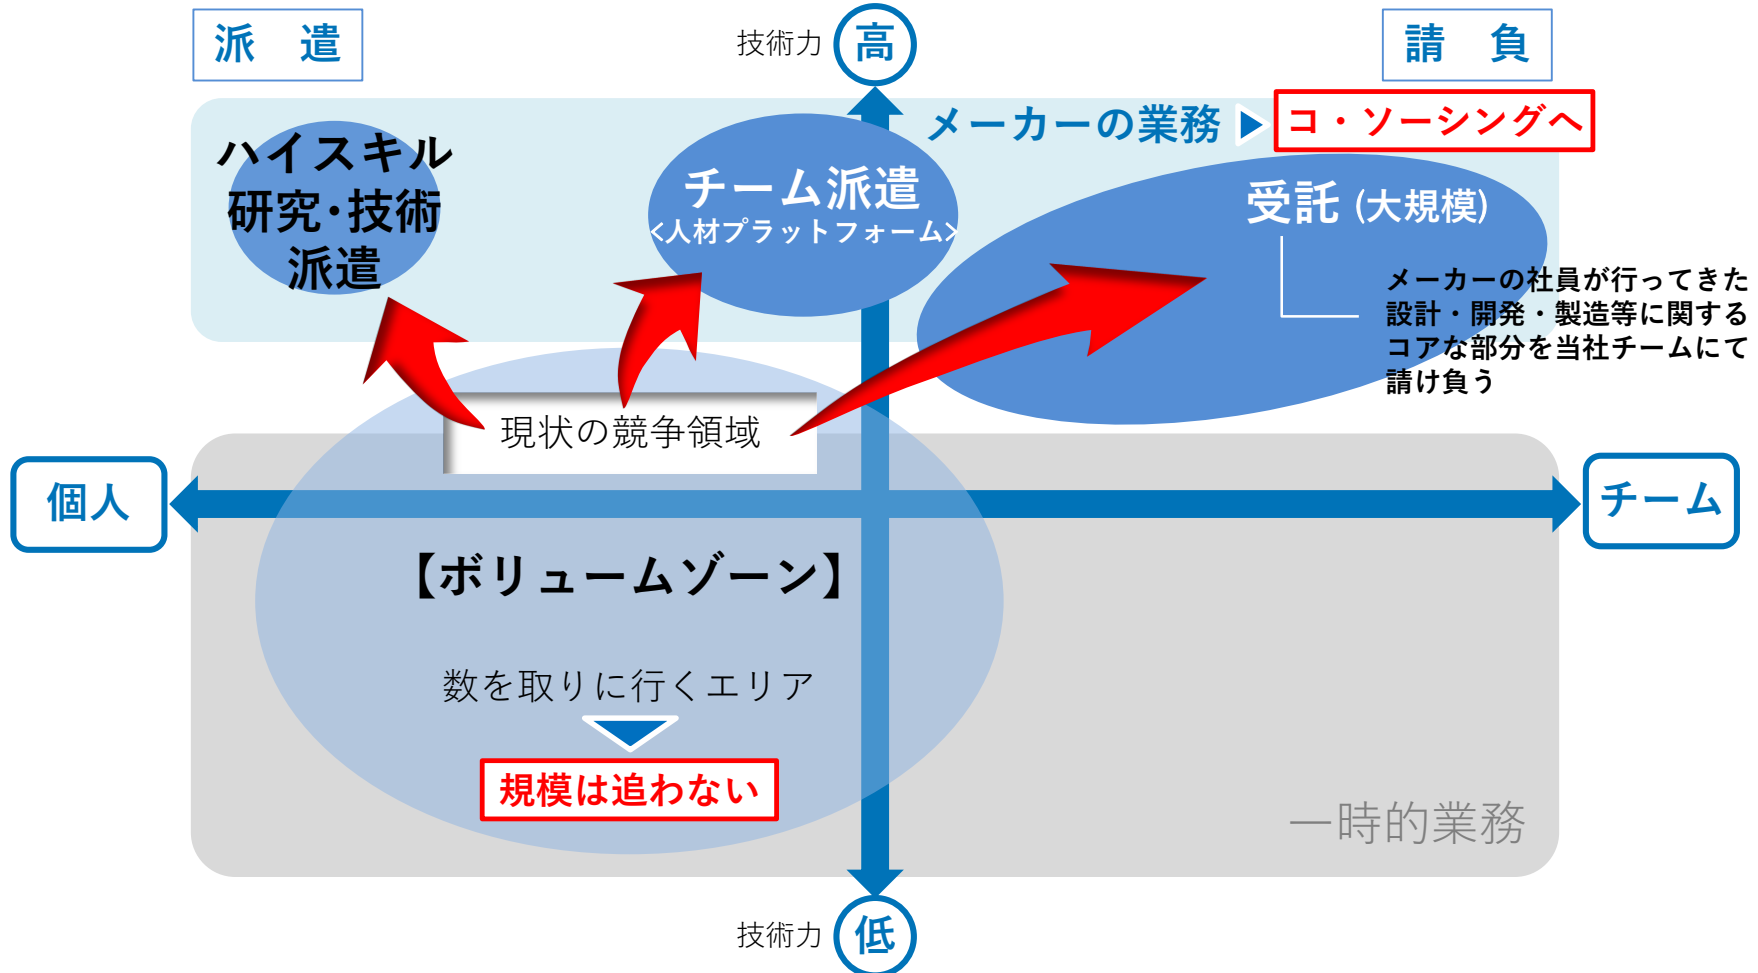 派　遣
技術力
高
請　負
メーカーの業務
コ・ソーシングへ
ハイスキル
研究・技術
派遣
チーム派遣
<人材プラットフォーム>
受託 (大規模)
メーカーの社員が行ってきた
設計・開発・製造等に関する
コアな部分を当社チームにて
請け負う
現状の競争領域
個人
チーム
【ボリュームゾーン】
数を取りに行くエリア
規模は追わない
一時的業務
技術力
低